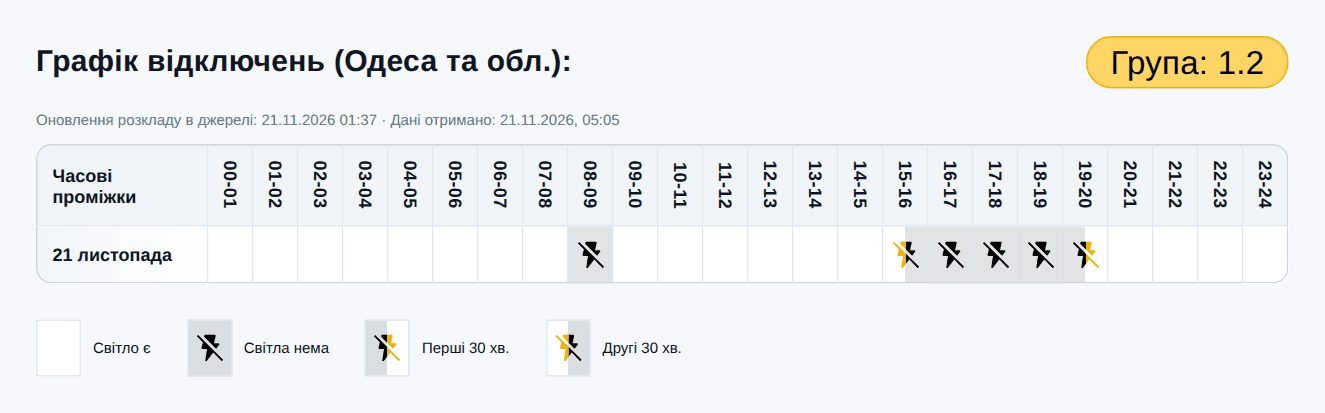 Графік відключень (Одеса та обл.):
Група: 1.2
Оновлення розкладу в джерелі: 21.11.2026 01:37 · Дані отримано: 21.11.2026, 05:05
Часові
проміжки
00-01
01-02
02-03
03-04
04-05
05-06
06-07
07-08
08-09
09-10
10-11
11-12
12-13
13-14
14-15
15-16
16-17
17-18
18-19
19-20
20-21
21-22
22-23
23-24
21 листопада
Світло є
Світла нема
Перші 30 хв.
Другі 30 хв.